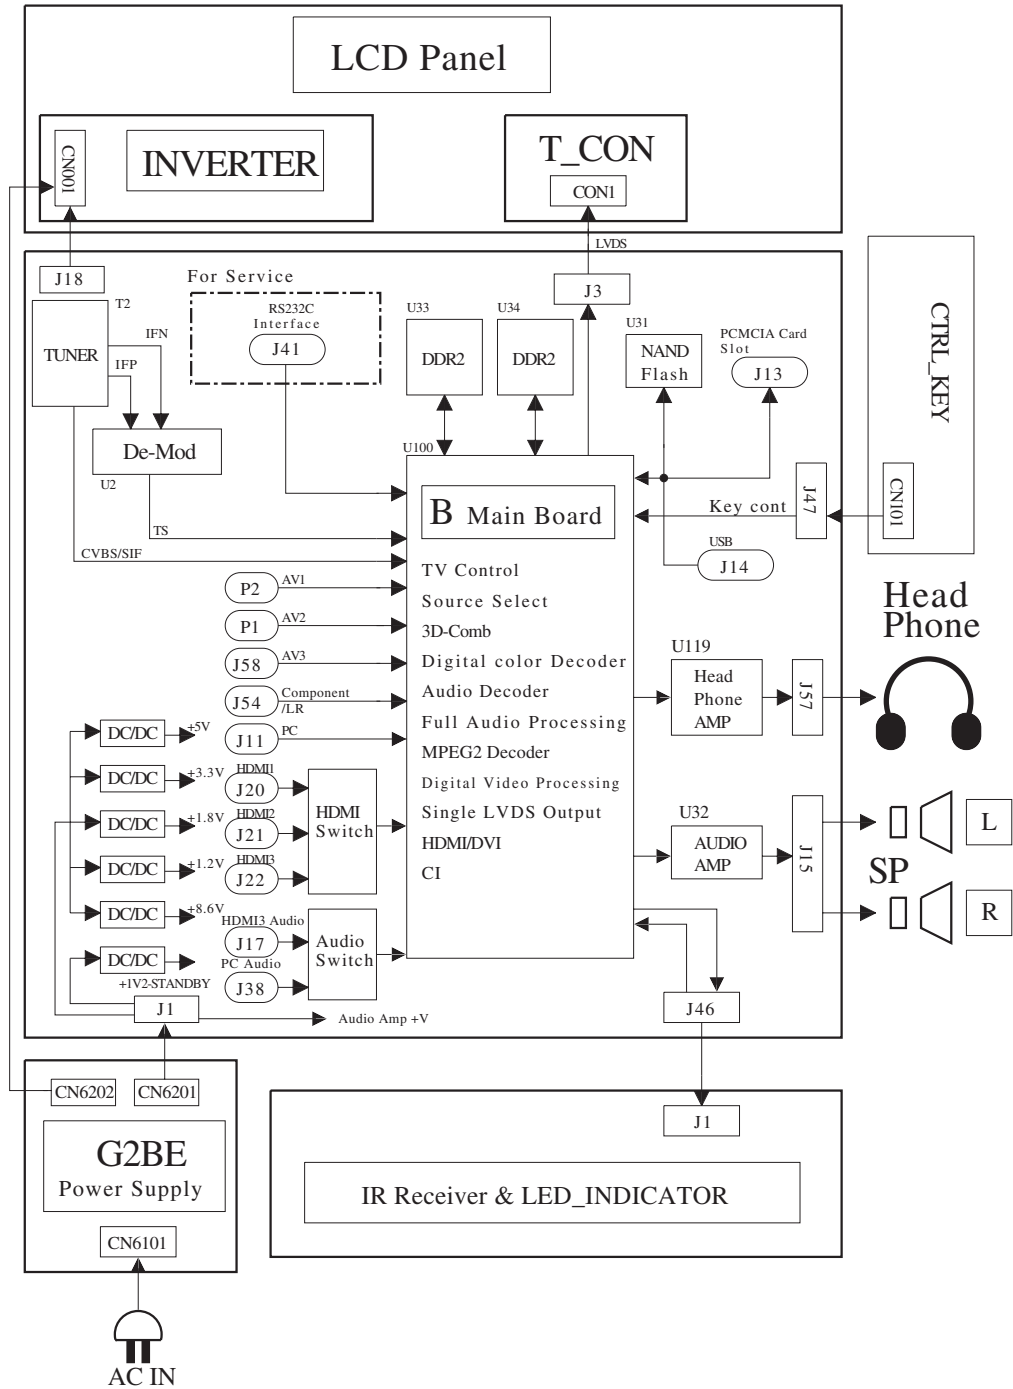 LCD Panel
CN001
INVERTER
T_CON
CON1
LVDS
J18
For Service
RS232C
Interface
J41
J3
T2
TUNER
IFN
IFP
De-Mod
U2
TS
CVBS/SIF
U33
DDR2
U34
DDR2
U31
NAND
Flash
PCMCIA Card
Slot
J13
CTRL_KEY
CN101
J47
Key cont
USB
J14
U100
B Main Board
TV Control
Source Select
3D-Comb
Digital color Decoder
Audio Decoder
Full Audio Processing
MPEG2 Decoder
Digital Video Processing
Single LVDS Output
HDMI/DVI
CI
P2
AV1
P1
AV2
J58
AV3
J54
Component
/LR
J11
PC
HDMI1
J20
HDMI2
J21
HDMI3
J22
HDMI
Switch
HDMI3 Audio
J17
PC Audio
J38
Audio
Switch
DC/DC
+5V
DC/DC
+3.3V
DC/DC
+1.8V
DC/DC
+1.2V
DC/DC
+8.6V
DC/DC
+1V2-STANDBY
J1
Audio Amp +V
U119
Head
Phone
AMP
J57
Head
Phone
U32
AUDIO
AMP
J15
SP
L
R
J46
J1
IR Receiver & LED_INDICATOR
CN6202
CN6201
G2BE
Power Supply
CN6101
AC IN